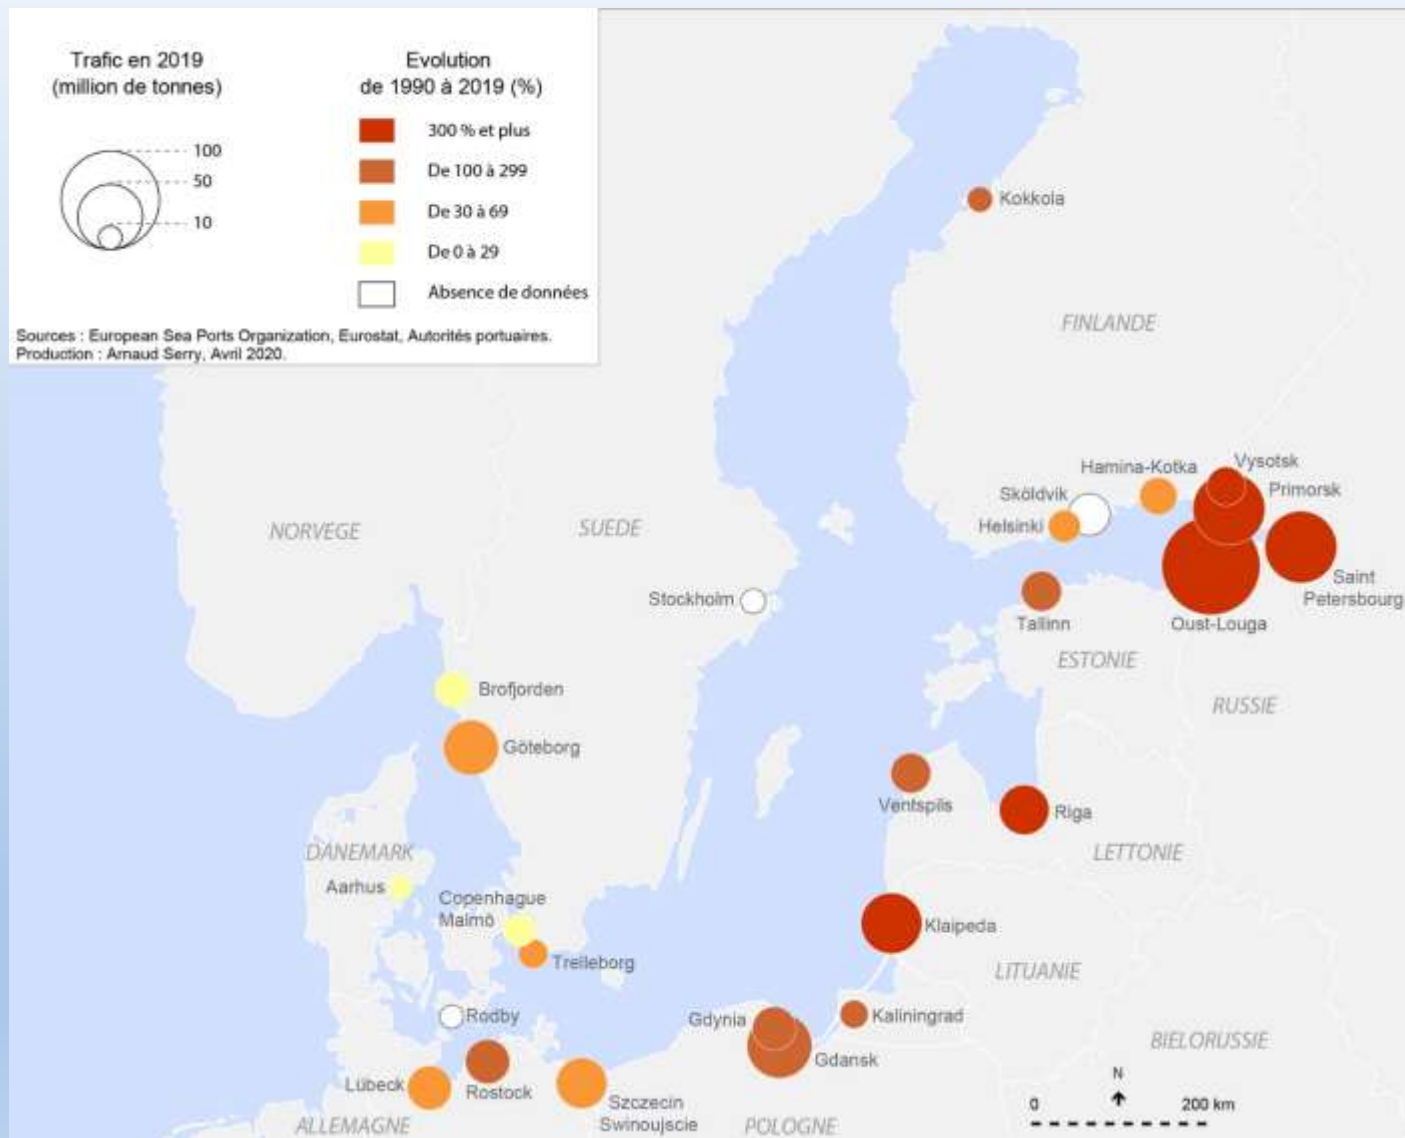 Trafic en 2019
(million de tonnes)
100
50
10
Evolution
de 1990 à 2019 (%)
300 % et plus
De 100 à 299
De 30 à 69
De 0 à 29
Absence de données
Sources : European Sea Ports Organization, Eurostat, Autorités portuaires.
Production : Arnaud Serry, Avril 2020.
Kokkola
FINLANDE
Vysotsk
Hamina-Kotka
Primorsk
Sköldvik
Helsinki
NORVEGE
SUEDE
Saint
Petersbourg
Stockholm
Tallinn
Oust-Louga
ESTONIE
Brofjorden
RUSSIE
Göteborg
Ventspils
Riga
DANEMARK
LETTONIE
Aarhus
Copenhague
Malmö
Klaipeda
Trelleborg
LITUANIE
Rodby
Gdynia
Kaliningrad
BIELORUSSIE
Gdansk
Lübeck
Rostock
Szczecin
Swinoujscie
N
0
200 km
ALLEMAGNE
POLOGNE